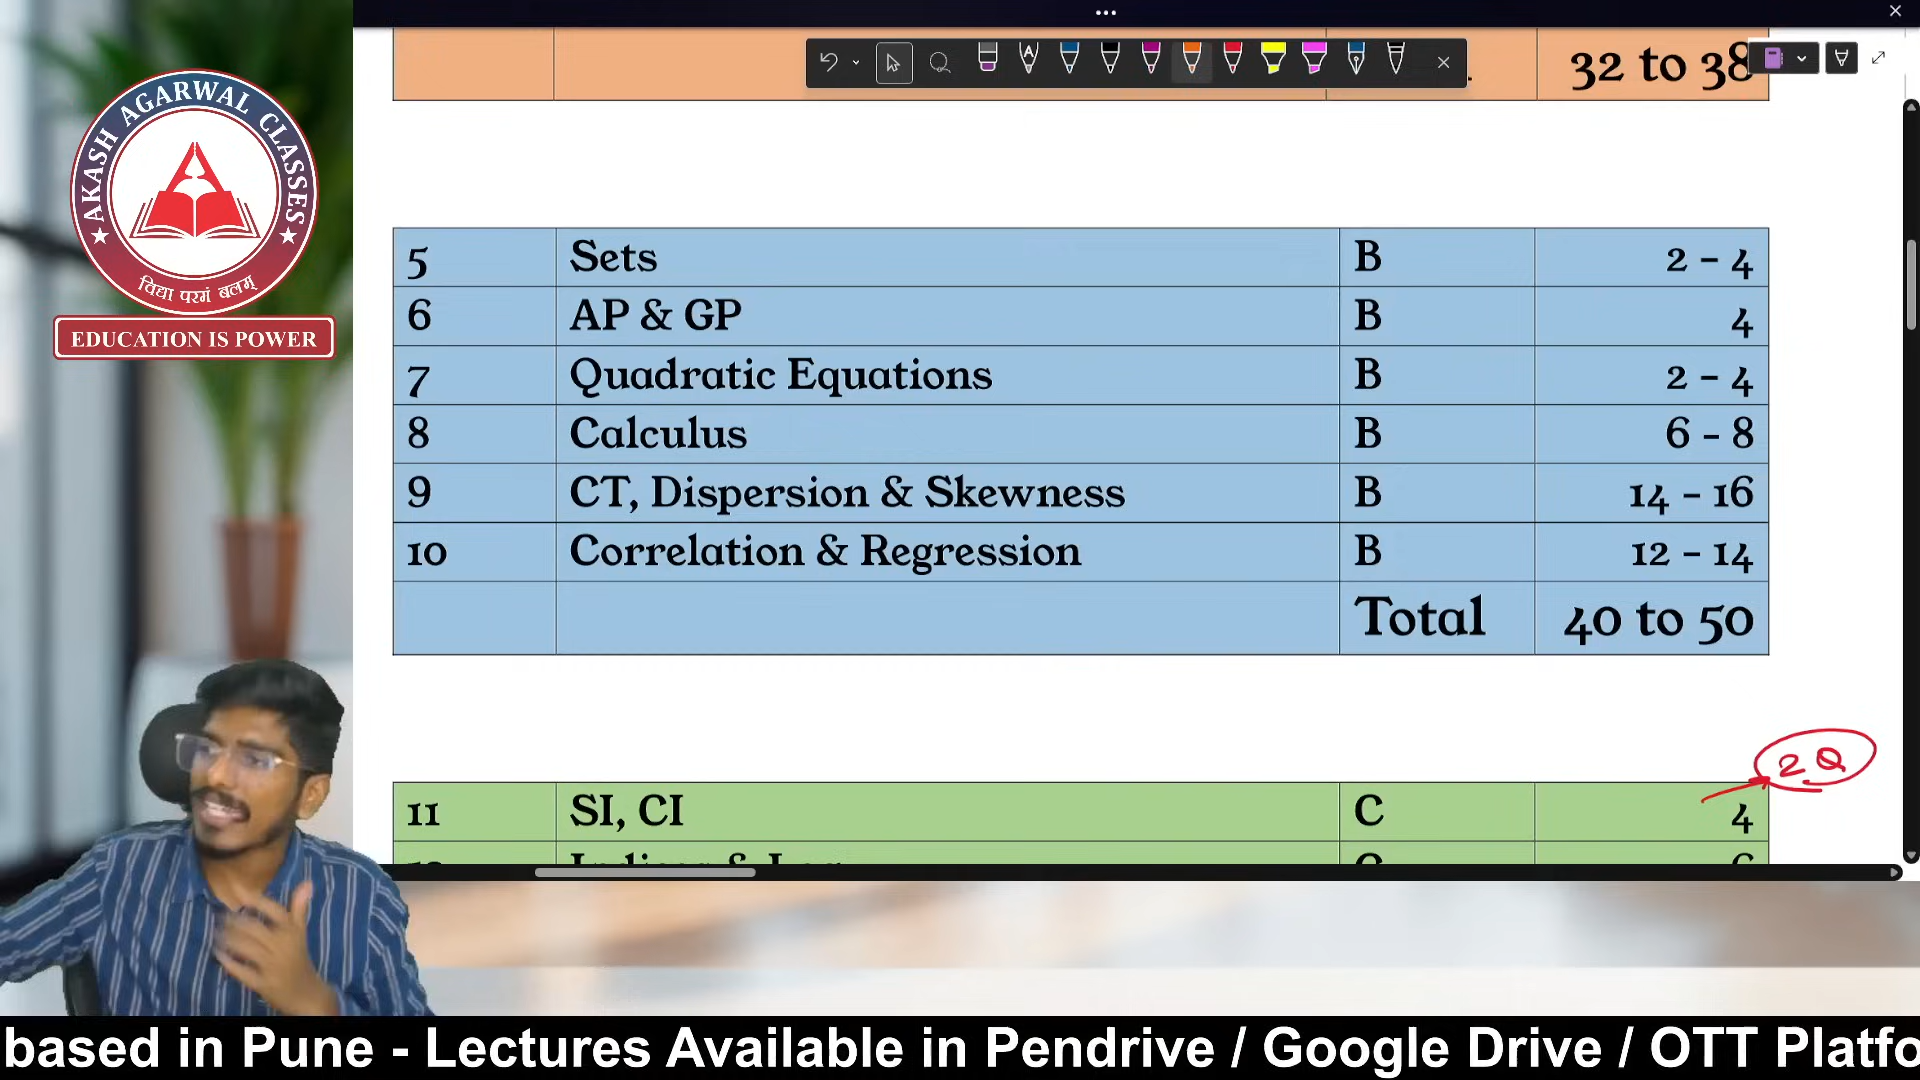 AKASH AGARWAL CLASSES
विद्या परमं बलम्
EDUCATION IS POWER
32 to 38
5 Sets B 2 - 4
6 AP & GP B 4
7 Quadratic Equations B 2 - 4
8 Calculus B 6 - 8
9 CT, Dispersion & Skewness B 14 - 16
10 Correlation & Regression B 12 - 14
Total 40 to 50
2 Q
11 SI, CI C 4
based in Pune - Lectures Available in Pendrive / Google Drive / OTT Platfo